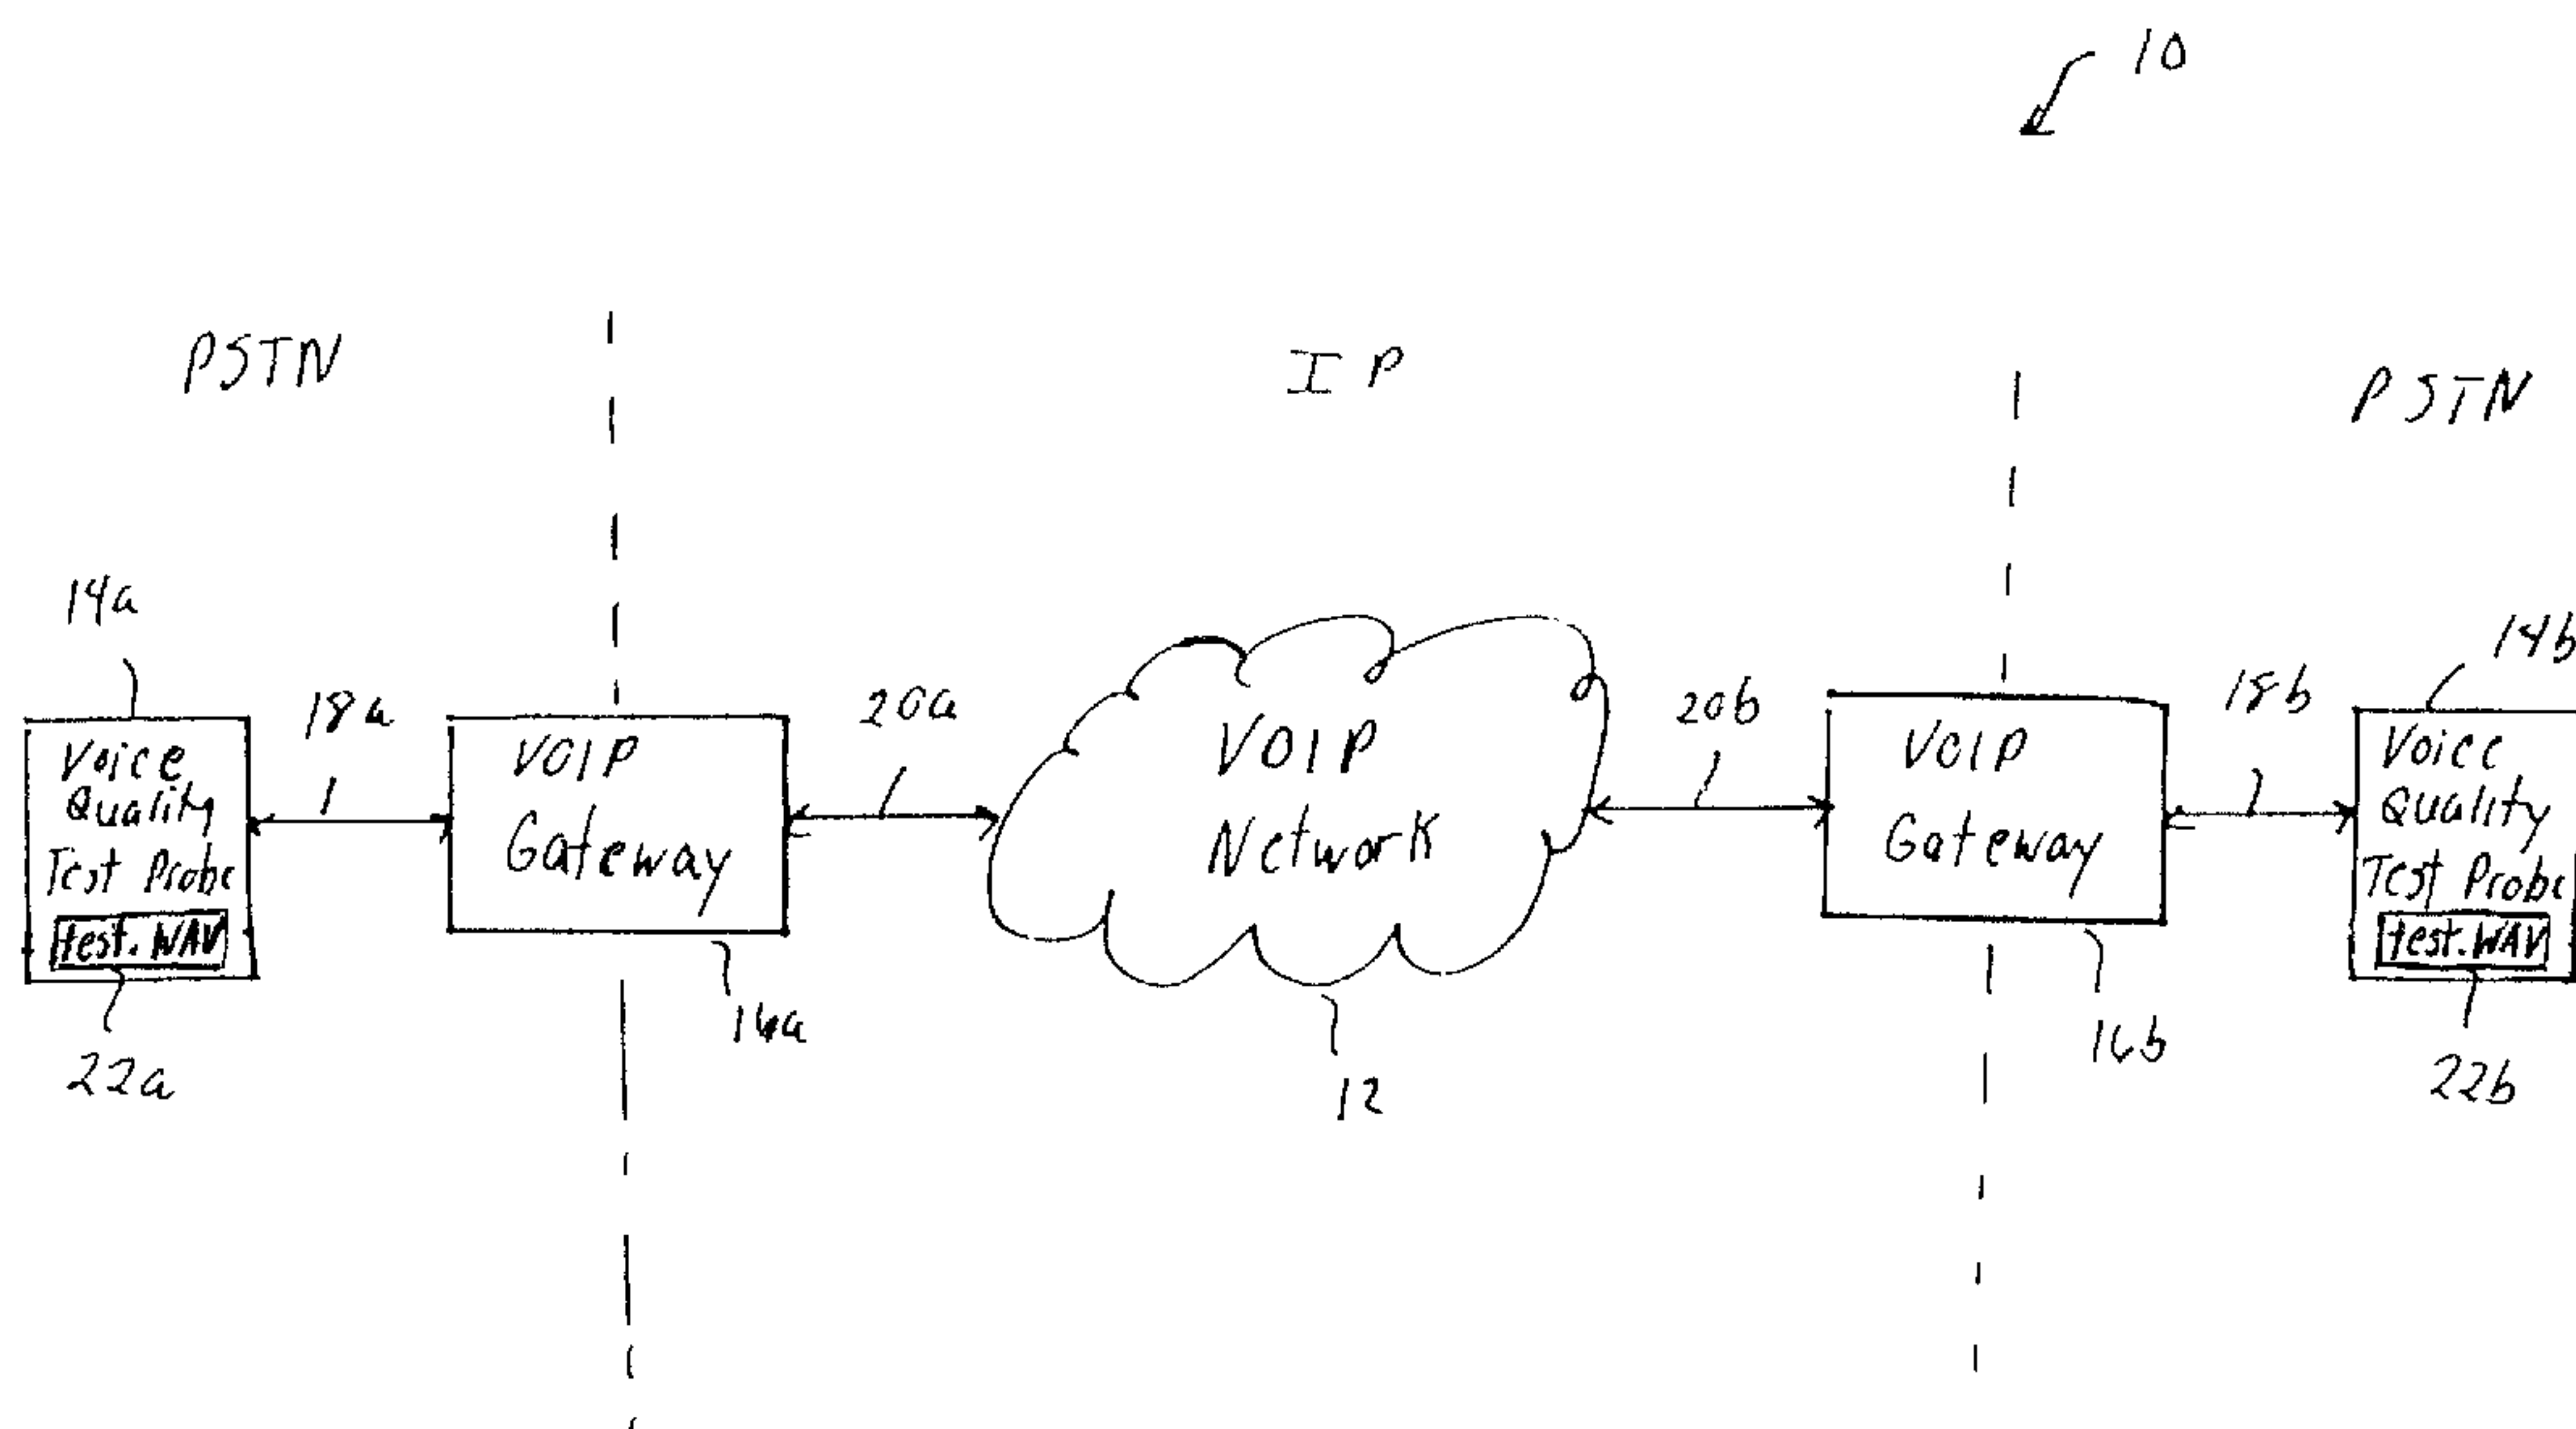 10
PSTN
IP
PSTN
14a
18a
20a
20b
18b
14b
Voice
Quality
Test Probe
test.WAV
VOIP
Gateway
VOIP
Network
VOIP
Gateway
Voice
Quality
Test Probe
test.WAV
22a
16a
12
16b
22b